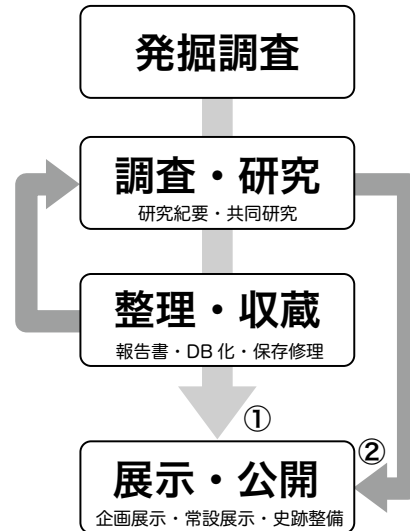 発掘調査
調査・研究
研究紀要・共同研究
整理・収蔵
報告書・DB 化・保存修理
①
②
展示・公開
企画展示・常設展示・史跡整備